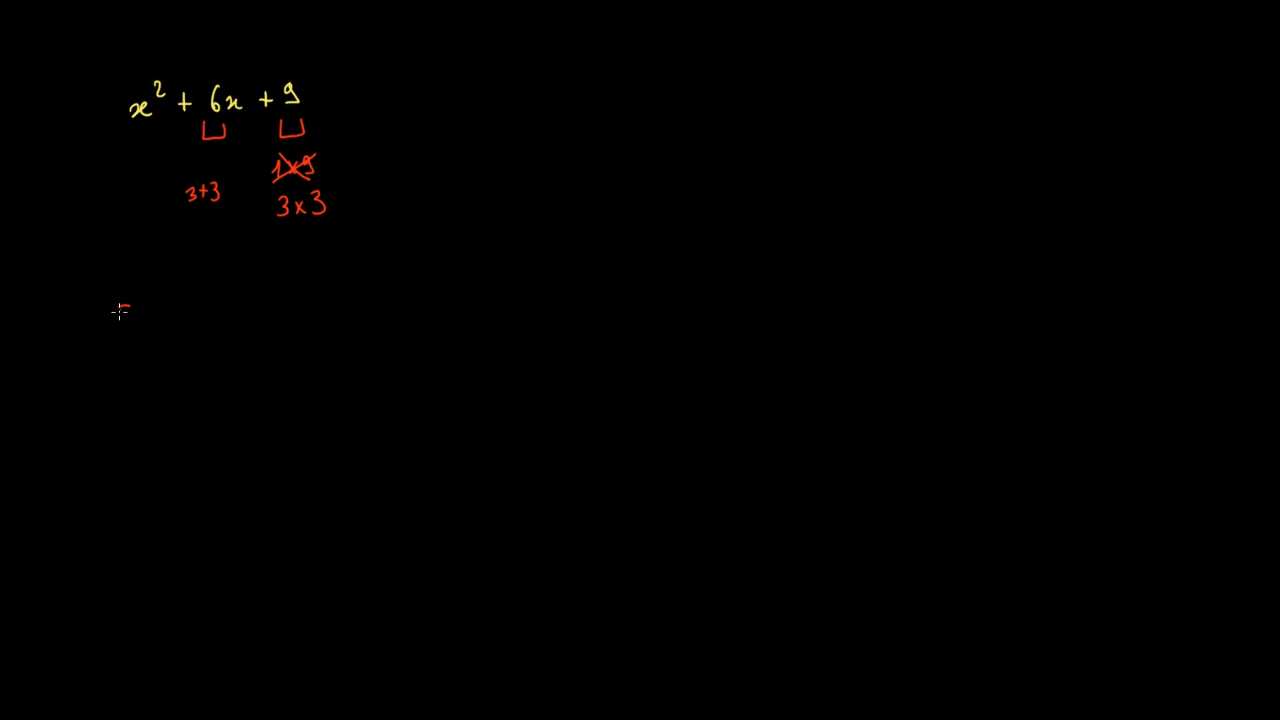 x² + 6x + 9
1x9
3+3
3x3